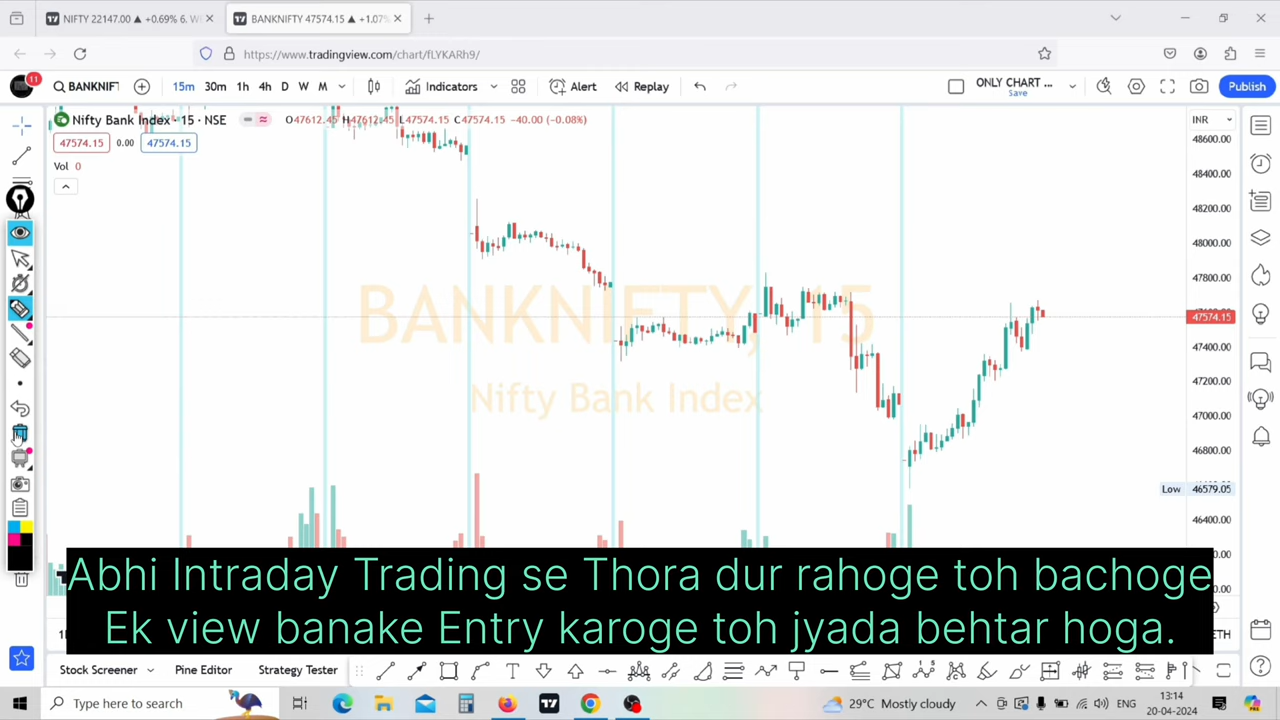 NIFTY 22147.00 ▲ +0.69% 6. W
BANKNIFTY 47574.15 ▲ +1.07%
https://www.tradingview.com/chart/fLYKARh9/
11
BANKNIF
15m 30m 1h 4h D W M
Indicators
Alert
Replay
ONLY CHART ...
Save
Publish
Nifty Bank Index · 15 · NSE
O47612.45 H47612.45 L47574.15 C47574.15 −40.00 (−0.08%)
INR
47574.15 0.00 47574.15
Vol 0
48600.00
48400.00
48200.00
48000.00
47800.00
47574.15
47400.00
47200.00
47000.00
46800.00
Low 46579.05
46400.00
BANKNIFTY, 15
Nifty Bank Index
Abhi Intraday Trading se Thora dur rahoge toh bachoge
Ek view banake Entry karoge toh jyada behtar hoga.
ETH
Stock Screener
Pine Editor
Strategy Tester
Type here to search
29°C Mostly cloudy
ENG
13:14
20-04-2024